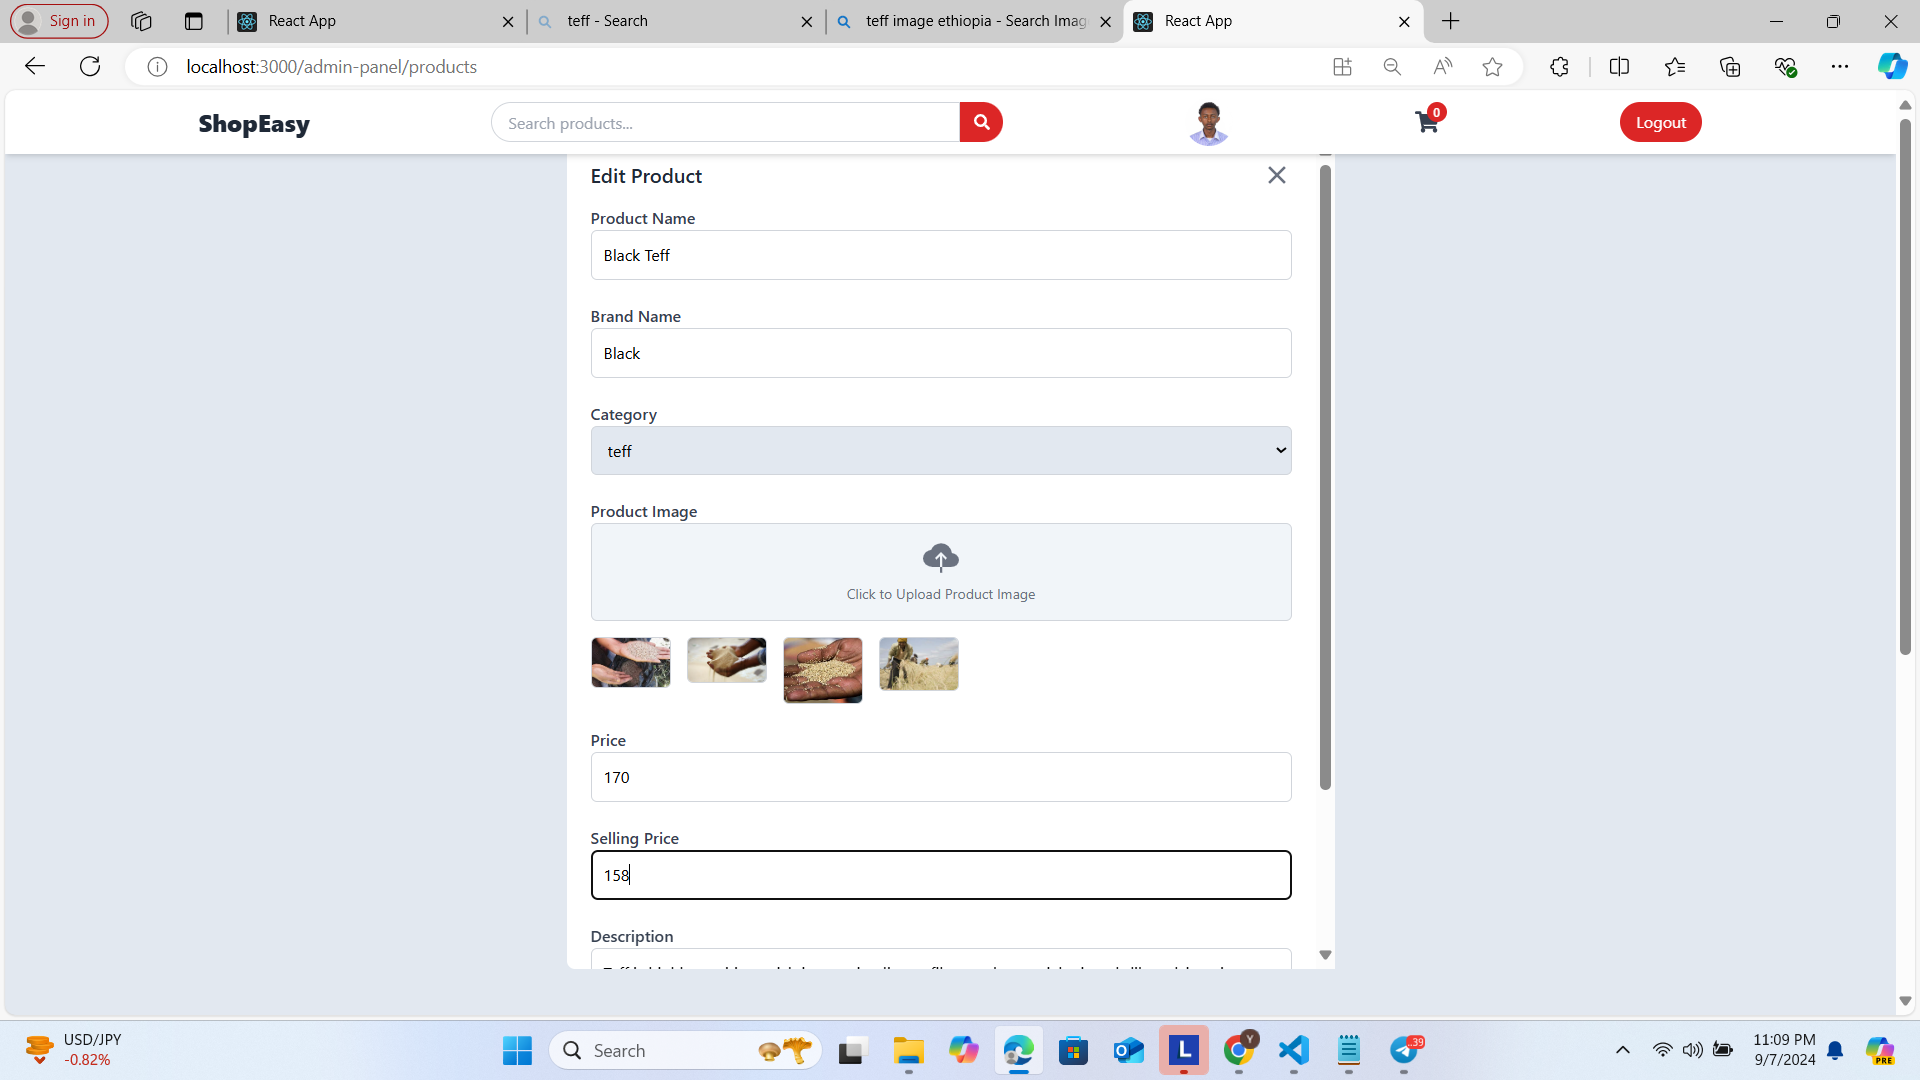 Sign in
React App
teff - Search
teff image ethiopia - Search Imag
React App
localhost:3000/admin-panel/products
ShopEasy
Search products...
0
Logout
Edit Product
Product Name
Black Teff
Brand Name
Black
Category
teff
Product Image
Click to Upload Product Image
Price
170
Selling Price
158
Description
USD/JPY
-0.82%
Search
L
Y
39
11:09 PM
9/7/2024
PRE